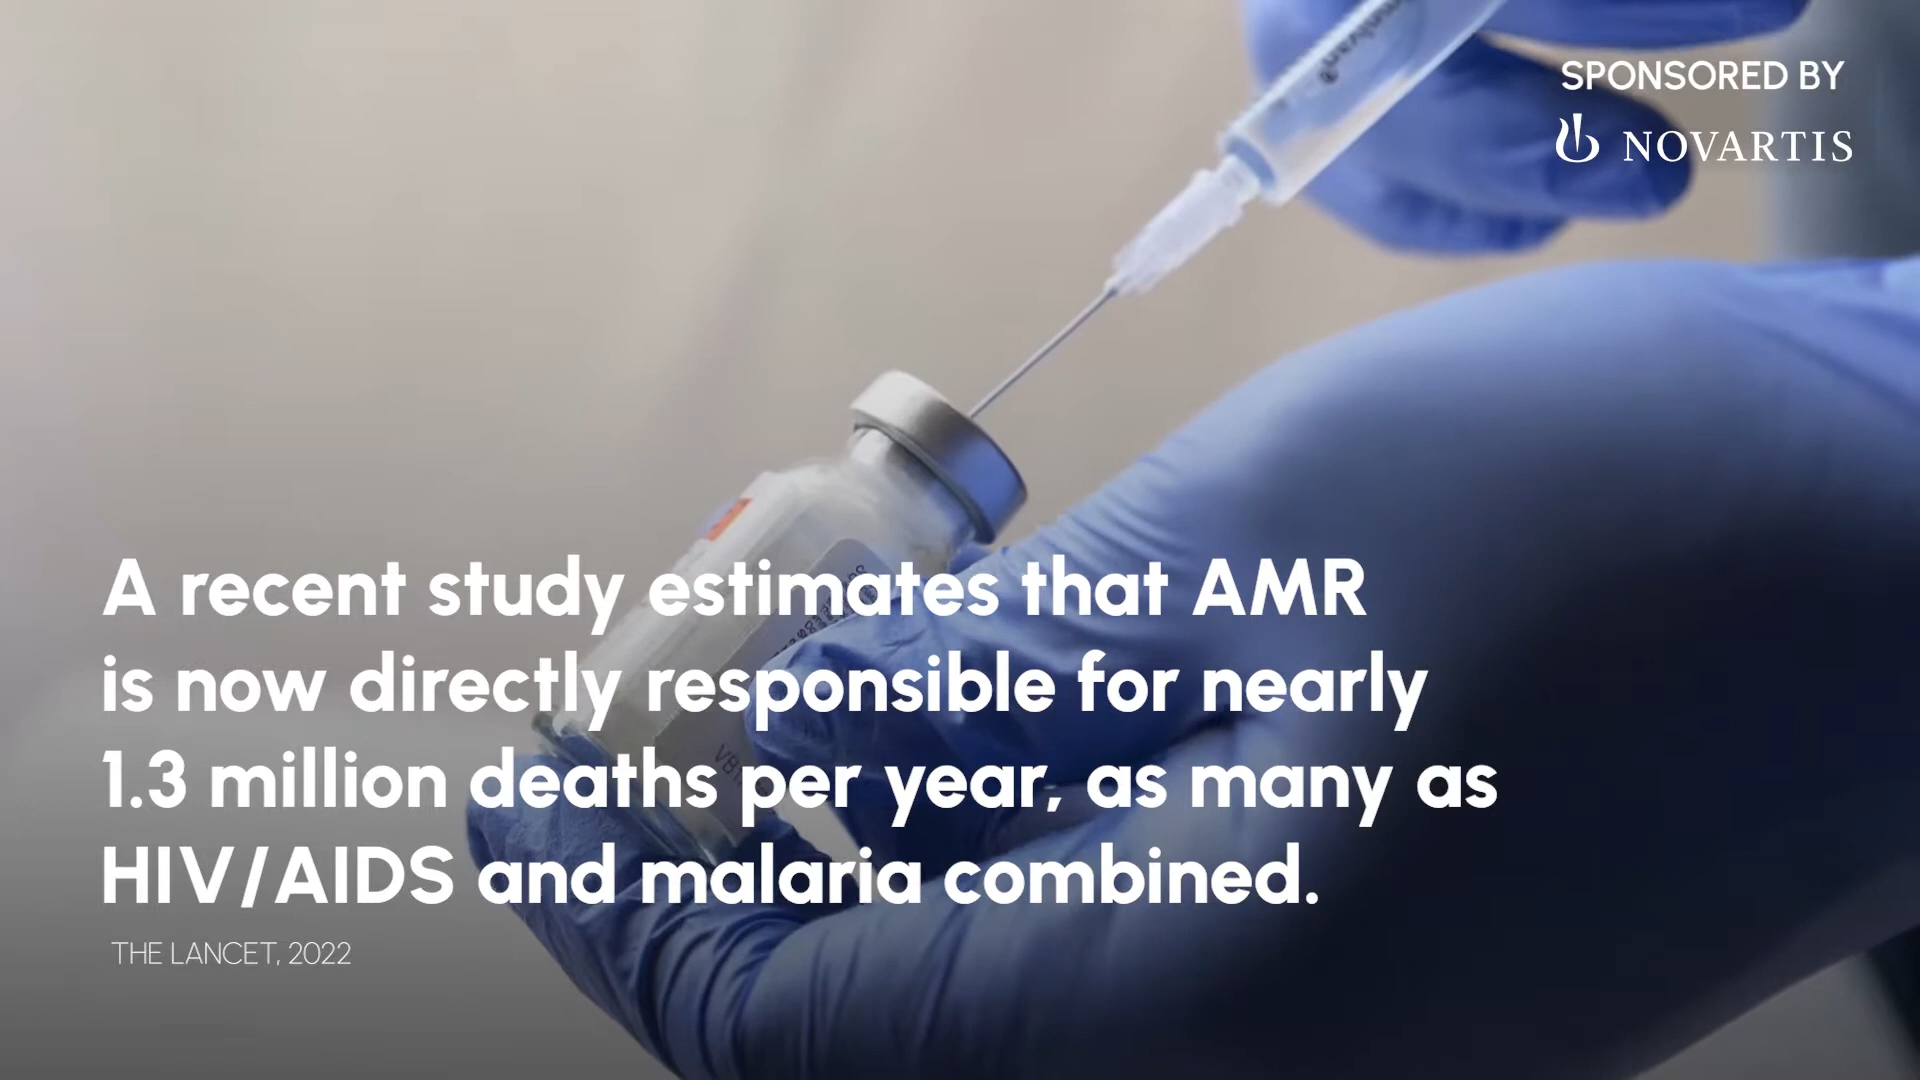 SPONSORED BY
NOVARTIS
A recent study estimates that AMR
is now directly responsible for nearly
1.3 million deaths per year, as many as
HIV/AIDS and malaria combined.
THE LANCET, 2022